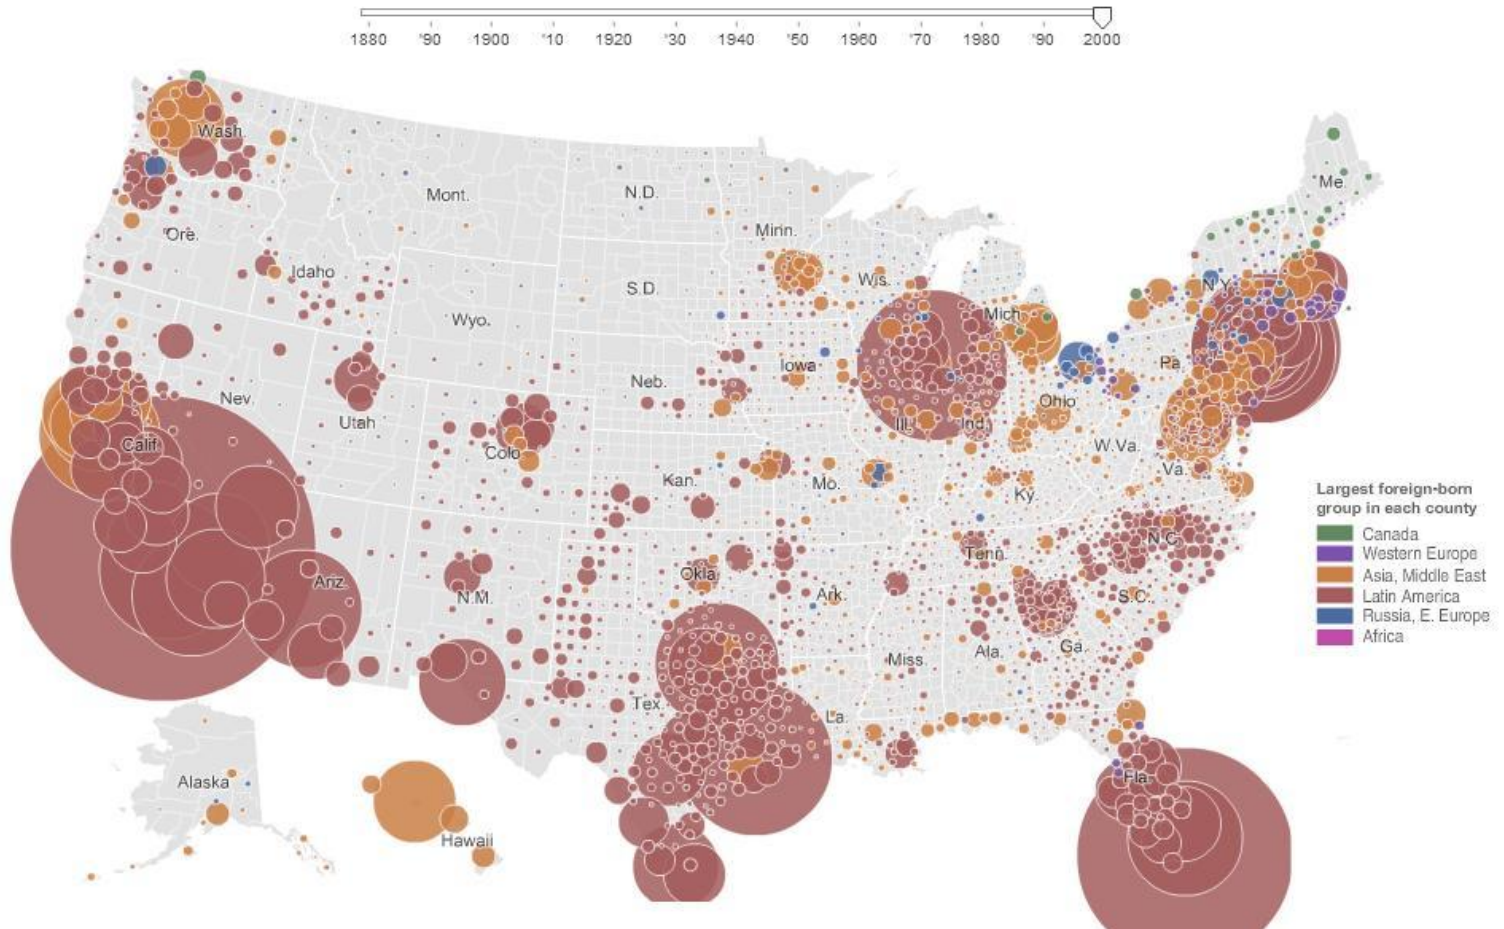 1880 '90 1900 '10 1920 '30 1940 '50 1960 '70 1980 '90 2000
Wash.
Mont.
N.D.
Minn.
Me.
Ore.
Idaho
S.D.
Wis.
Mich.
N.Y.
Wyo.
Iowa
Pa.
Neb.
Nev.
Utah
Ill.
Ind.
Ohio
Calif.
Colo.
Kan.
Mo.
W.Va.
Va.
Ky.
Largest foreign-born
group in each county
Canada
Western Europe
Asia, Middle East
Latin America
Russia, E. Europe
Africa
Ariz.
N.M.
Okla.
Ark.
Tenn.
N.C.
S.C.
Tex.
La.
Miss.
Ala.
Ga.
Fla.
Alaska
Hawaii